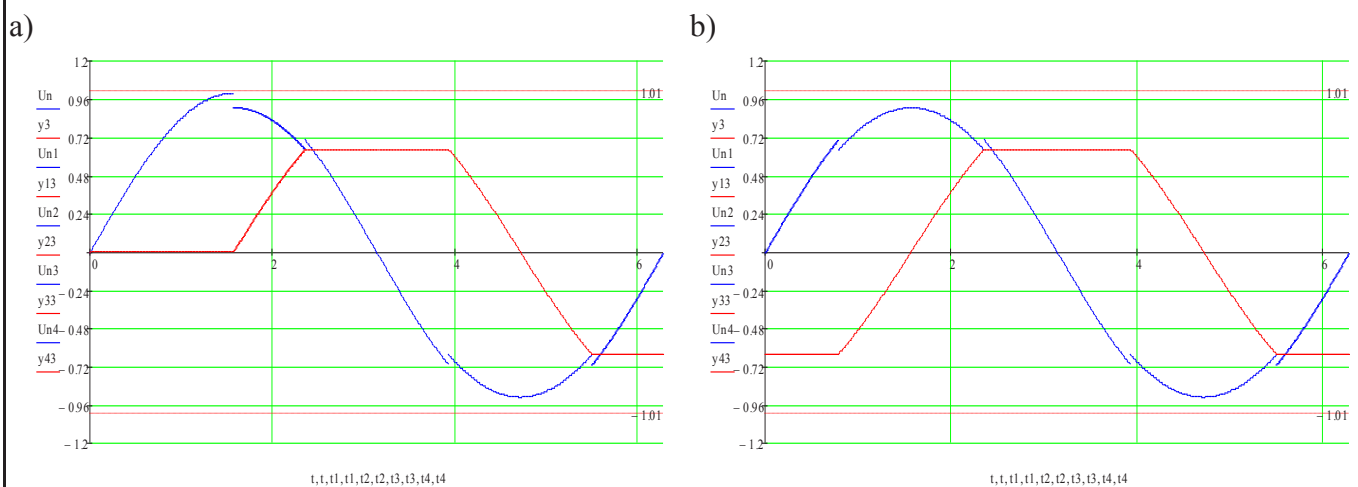 a)
1.2
Un
0.96
1.01
y3
0.72
Un1
y13
0.48
Un2
0.24
y23
0
2
4
6
Un3
− 0.24
y33
− 0.48
Un4
y43
− 0.72
− 0.96
− 1.01
− 1.2
t, t, t1, t1, t2, t2, t3, t3, t4, t4
b)
1.2
Un
0.96
1.01
y3
0.72
Un1
y13
0.48
Un2
0.24
y23
0
2
4
6
Un3
− 0.24
y33
− 0.48
Un4
y43
− 0.72
− 0.96
− 1.01
− 1.2
t, t, t1, t1, t2, t2, t3, t3, t4, t4